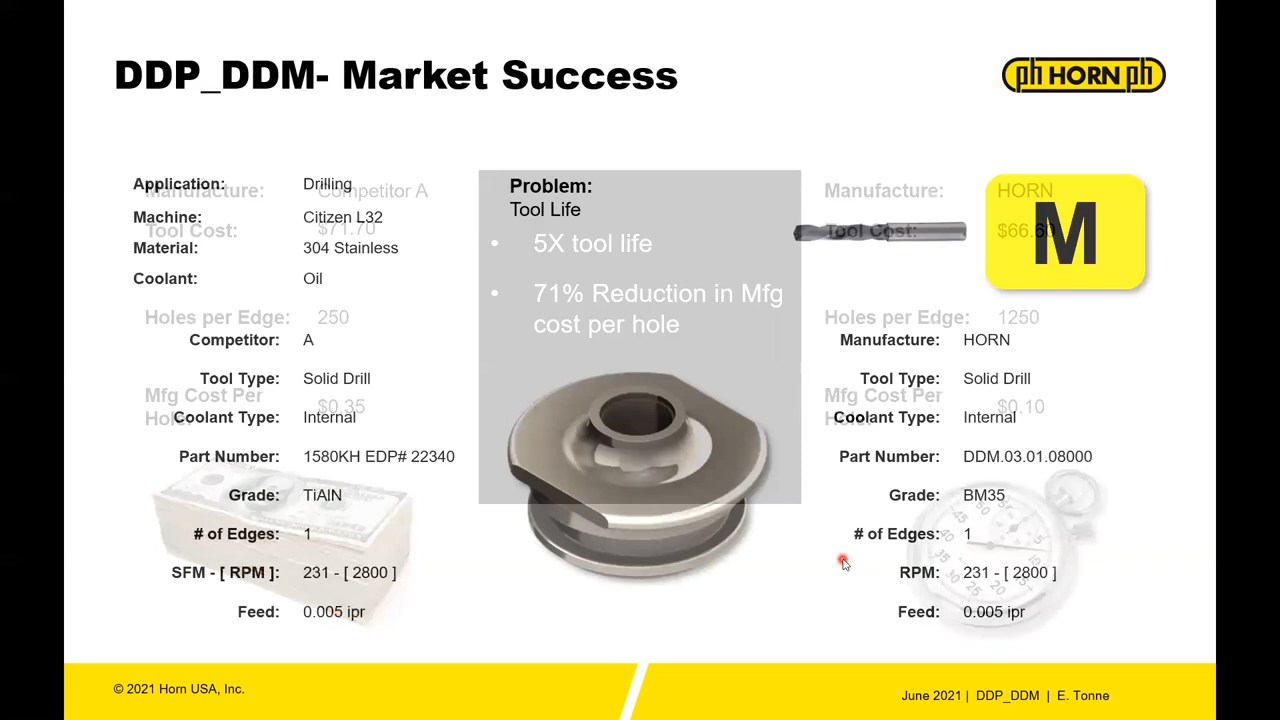 DDP_DDM- Market Success
ph HORN ph
Application: Drilling
Machine: Citizen L32
Material: 304 Stainless
Coolant: Oil
Competitor: A
Tool Type: Solid Drill
Coolant Type: Internal
Part Number: 1580KH EDP# 22340
Grade: TiAlN
# of Edges: 1
SFM - [ RPM ]: 231 - [ 2800 ]
Feed: 0.005 ipr
Manufacture: Competitor A
Tool Cost: $71.70
Holes per Edge: 250
Mfg Cost Per
Hole: $0.35
Problem:
Tool Life
• 5X tool life
• 71% Reduction in Mfg
cost per hole
M
Manufacture: HORN
Tool Cost: $66.60
Holes per Edge: 1250
Mfg Cost Per
Hole: $0.10
Manufacture: HORN
Tool Type: Solid Drill
Coolant Type: Internal
Part Number: DDM.03.01.08000
Grade: BM35
# of Edges: 1
RPM: 231 - [ 2800 ]
Feed: 0.005 ipr
© 2021 Horn USA, Inc.
June 2021 | DDP_DDM | E. Tonne